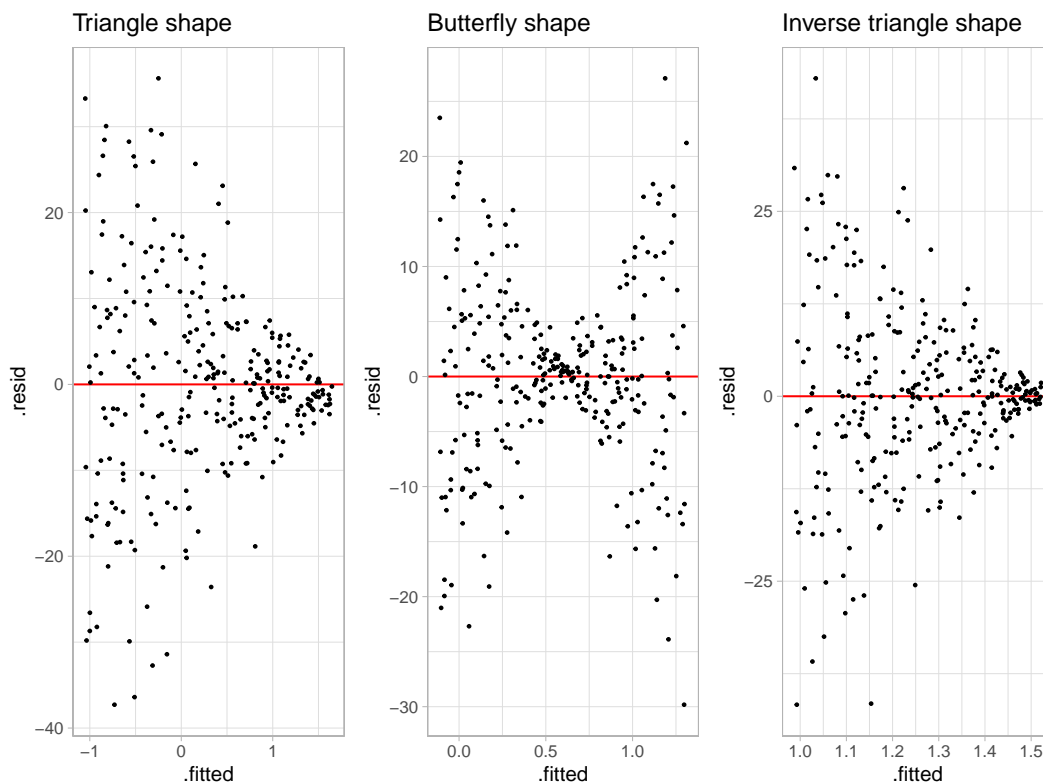 Triangle shape
20
0
−20
−40
.resid
−1
0
1
.fitted
Butterfly shape
20
10
0
−10
−20
−30
.resid
0.0
0.5
1.0
.fitted
Inverse triangle shape
25
0
−25
.resid
1.0
1.1
1.2
1.3
1.4
1.5
.fitted